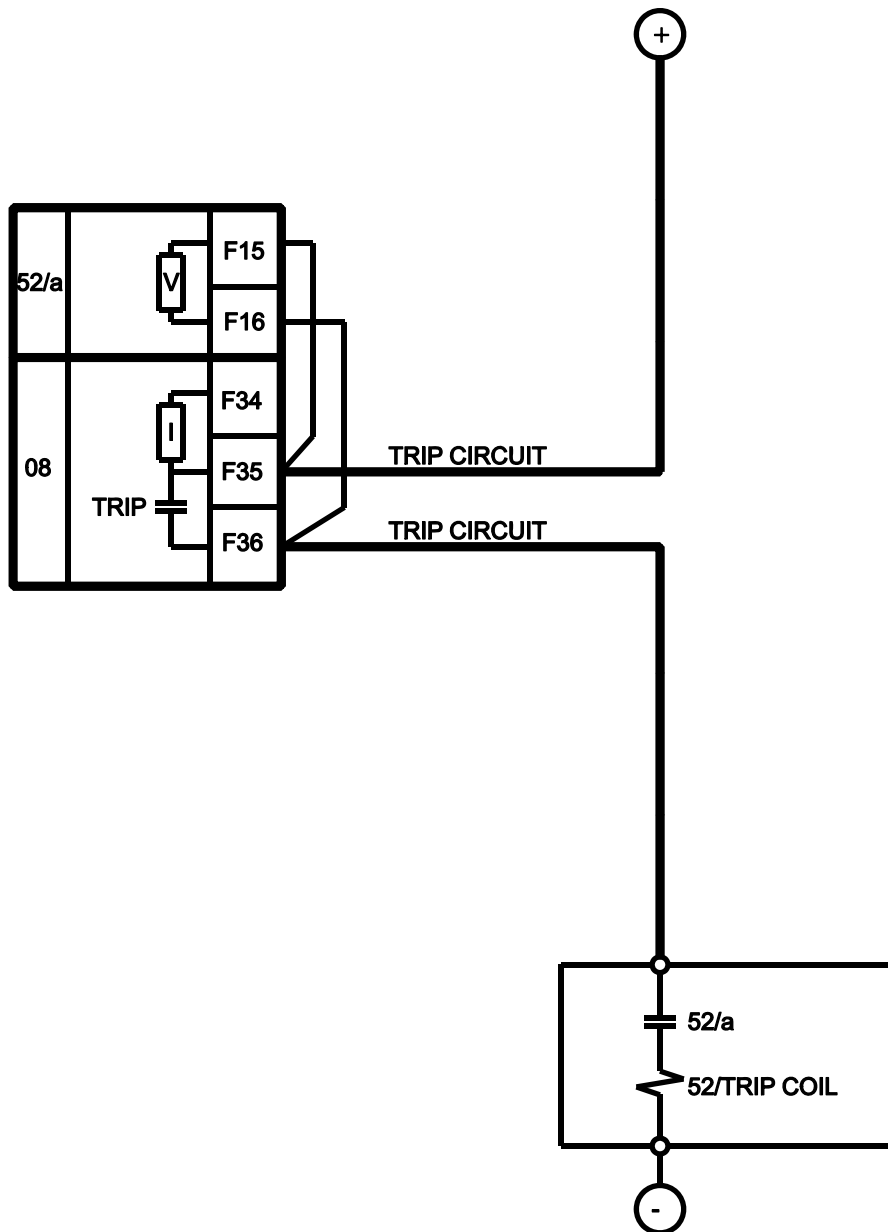 +
52/a
V
F15
F16
08
I
TRIP
F34
F35
F36
TRIP CIRCUIT
TRIP CIRCUIT
52/a
52/TRIP COIL
-